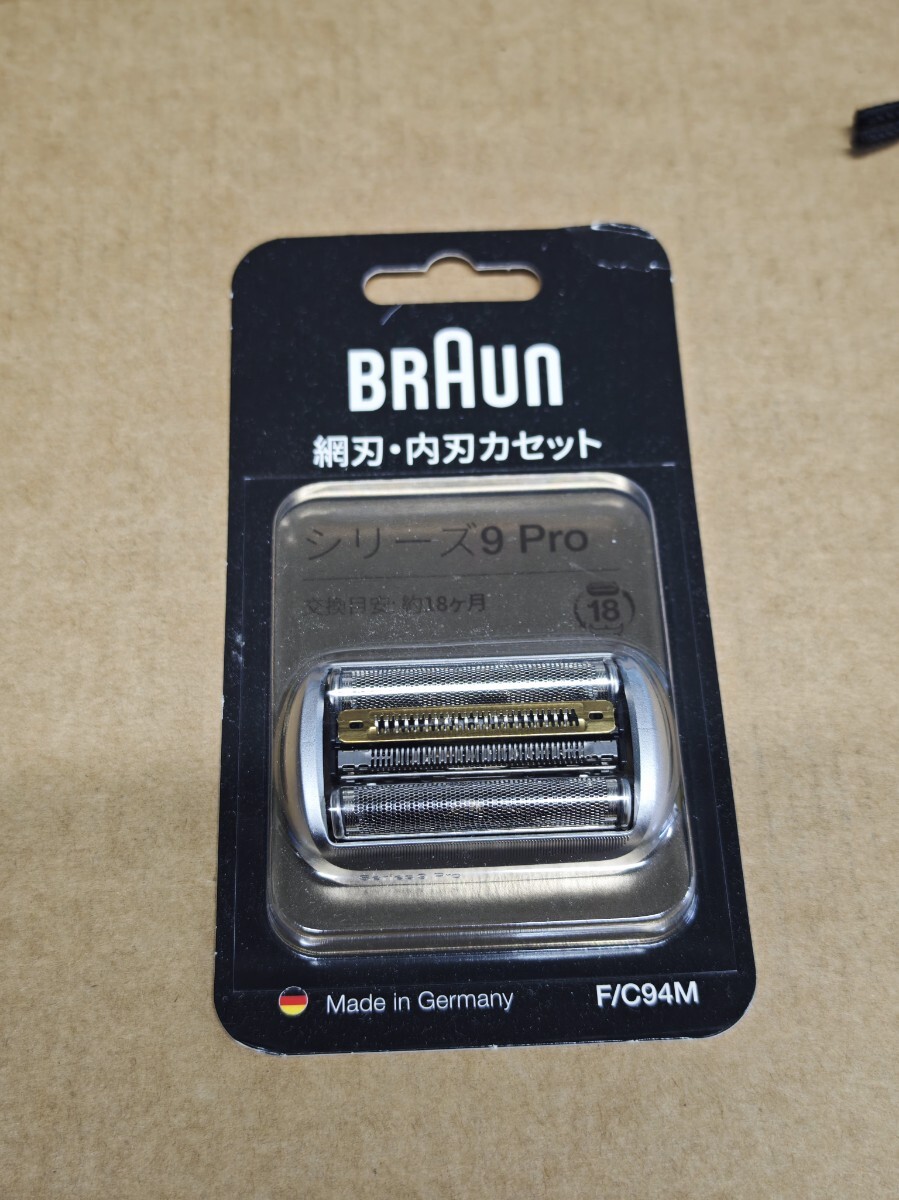 BRAUN
網刃・内刃カセット
シリーズ9 Pro
交換目安: 約18ヶ月
18
Made in Germany
F/C94M